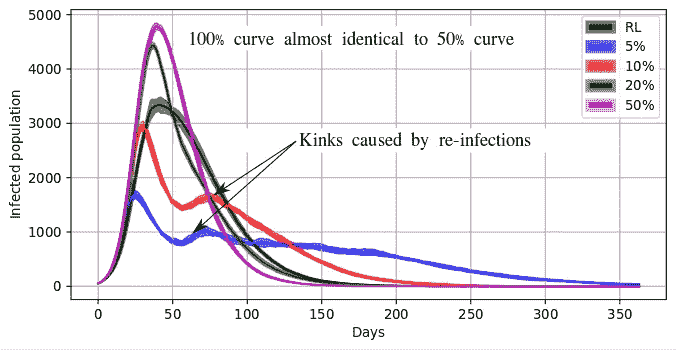 5000
4000
3000
2000
1000
0
Infected population
100% curve almost identical to 50% curve
Kinks caused by re-infections
RL
5%
10%
20%
50%
0 50 100 150 200 250 300 350
Days